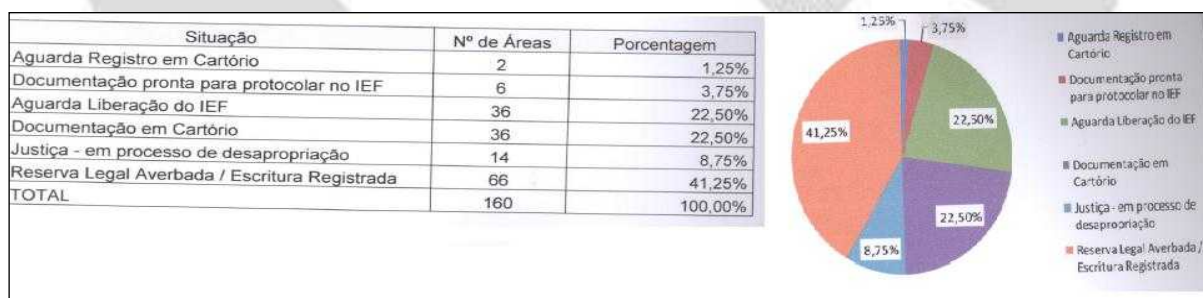 Situação Nº de Áreas Porcentagem
Aguarda Registro em Cartório 2 1,25%
Documentação pronta para protocolar no IEF 6 3,75%
Aguarda Liberação do IEF 36 22,50%
Documentação em Cartório 36 22,50%
Justiça - em processo de desapropriação 14 8,75%
Reserva Legal Averbada / Escritura Registrada 66 41,25%
TOTAL 160 100,00%
1,25%
3,75%
22,50%
22,50%
8,75%
41,25%
Aguarda Registro em
Cartório
Documentação pronta
para protocolar no IEF
Aguarda Liberação do IEF
Documentação em
Cartório
Justiça - em processo de
desapropriação
Reserva Legal Averbada /
Escritura Registrada